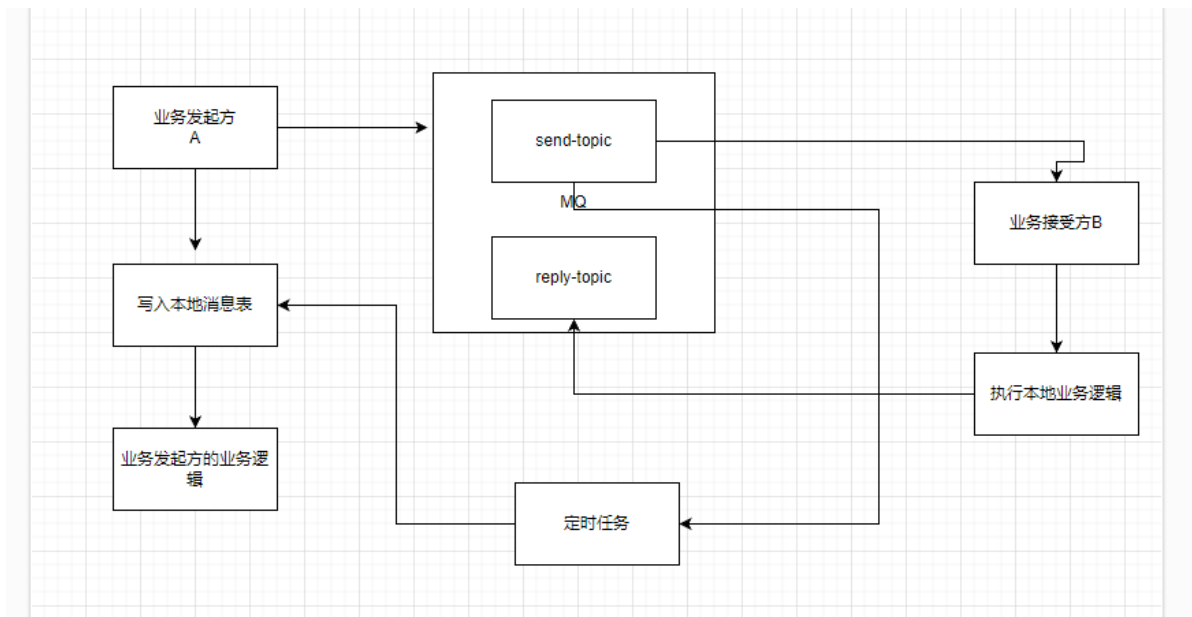 业务发起方
A
send-topic
MQ
业务接受方B
reply-topic
写入本地消息表
执行本地业务逻辑
业务发起方的业务逻
辑
定时任务